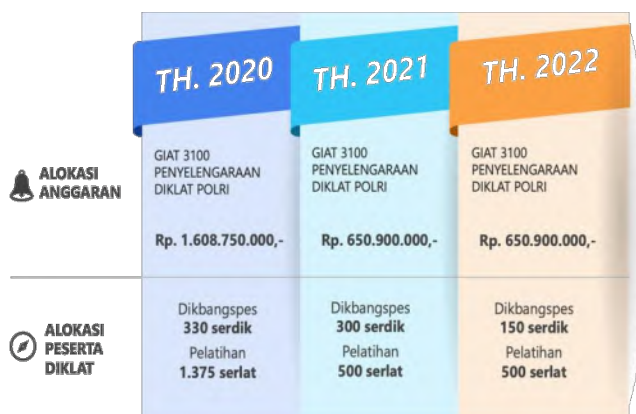 TH. 2020
TH. 2021
TH. 2022
ALOKASI
ANGGARAN
GIAT 3100
PENYELENGARAAN
DIKLAT POLRI
Rp. 1.608.750.000,-
GIAT 3100
PENYELENGARAAN
DIKLAT POLRI
Rp. 650.900.000,-
GIAT 3100
PENYELENGARAAN
DIKLAT POLRI
Rp. 650.900.000,-
ALOKASI
PESERTA
DIKLAT
Dikbangspes
330 serdik
Pelatihan
1.375 serlat
Dikbangspes
300 serdik
Pelatihan
500 serlat
Dikbangspes
150 serdik
Pelatihan
500 serlat